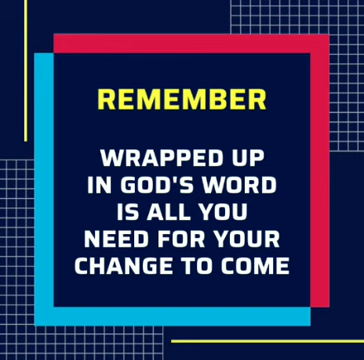 REMEMBER
WRAPPED UP
IN GOD'S WORD
IS ALL YOU
NEED FOR YOUR
CHANGE TO COME